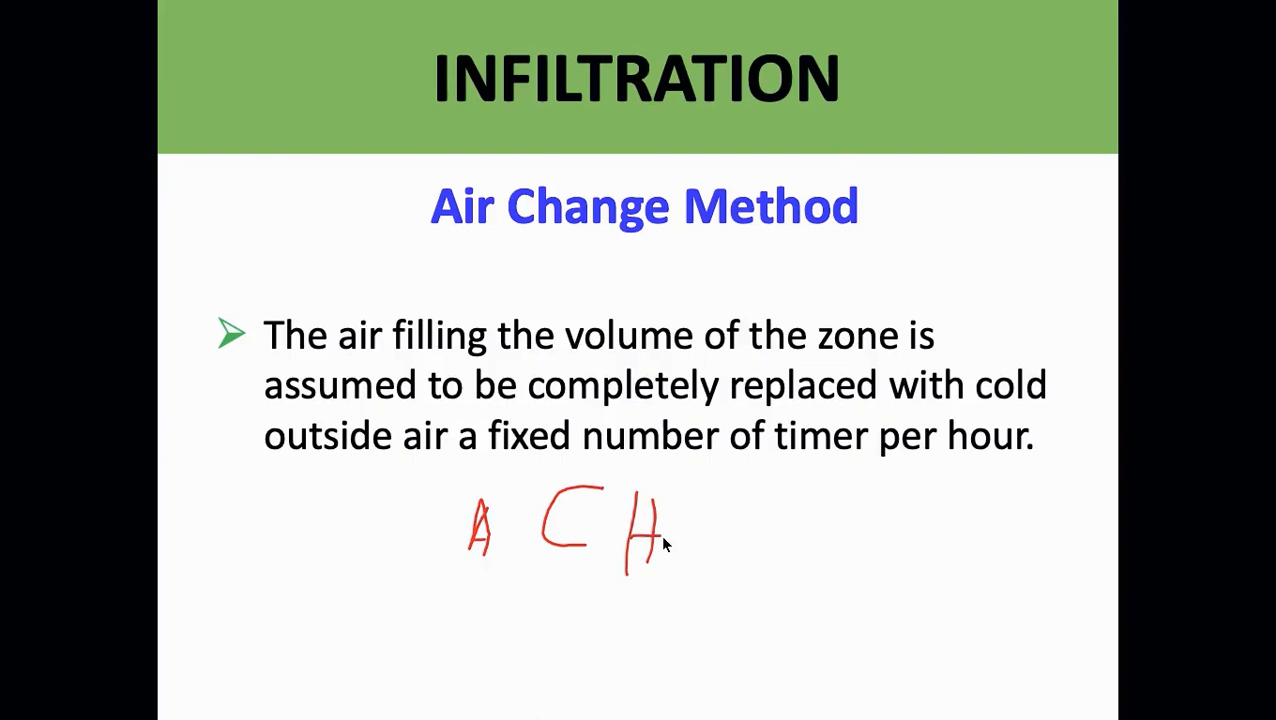 INFILTRATION
Air Change Method
The air filling the volume of the zone is
assumed to be completely replaced with cold
outside air a fixed number of timer per hour.
A C H